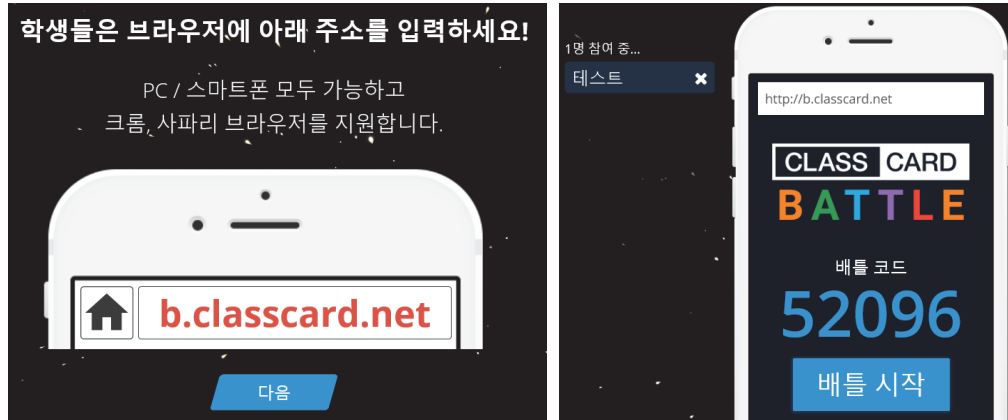 학생들은 브라우저에 아래 주소를 입력하세요!
PC / 스마트폰 모두 가능하고
크롬, 사파리 브라우저를 지원합니다.
b.classcard.net
다음
1명 참여 중...
테스트
http://b.classcard.net
CLASS CARD
BATTLE
배틀 코드
52096
배틀 시작